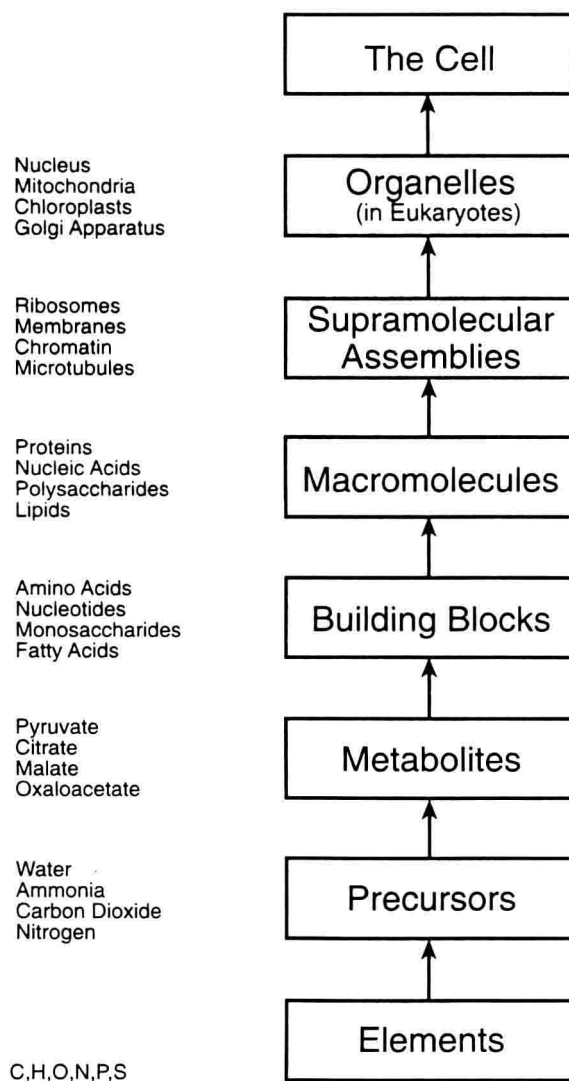 The Cell
Nucleus
Mitochondria
Chloroplasts
Golgi Apparatus
Organelles
(in Eukaryotes)
Ribosomes
Membranes
Chromatin
Microtubules
Supramolecular
Assemblies
Proteins
Nucleic Acids
Polysaccharides
Lipids
Macromolecules
Amino Acids
Nucleotides
Monosaccharides
Fatty Acids
Building Blocks
Pyruvate
Citrate
Malate
Oxaloacetate
Metabolites
Water
Ammonia
Carbon Dioxide
Nitrogen
Precursors
Elements
C,H,O,N,P,S